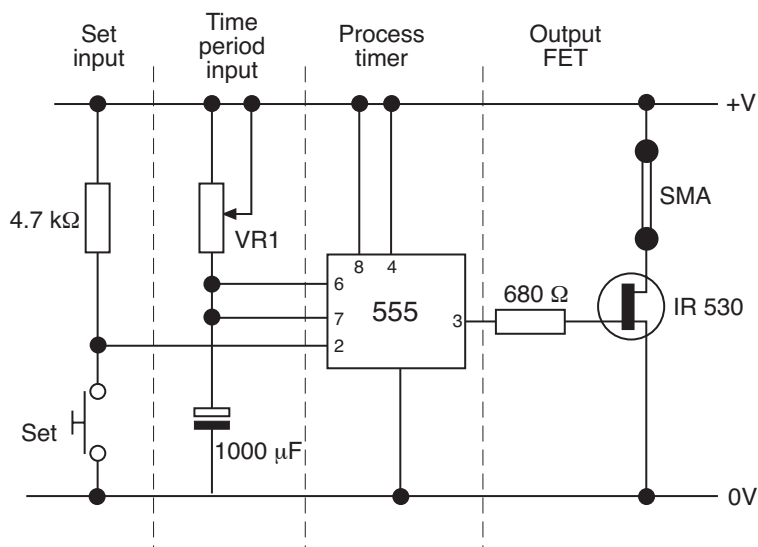 Set
input
Time
period
input
Process
timer
Output
FET
+V
4.7 kΩ
VR1
SMA
8 4
6
7
2
555
3
680 Ω
IR 530
Set
1000 μF
0V